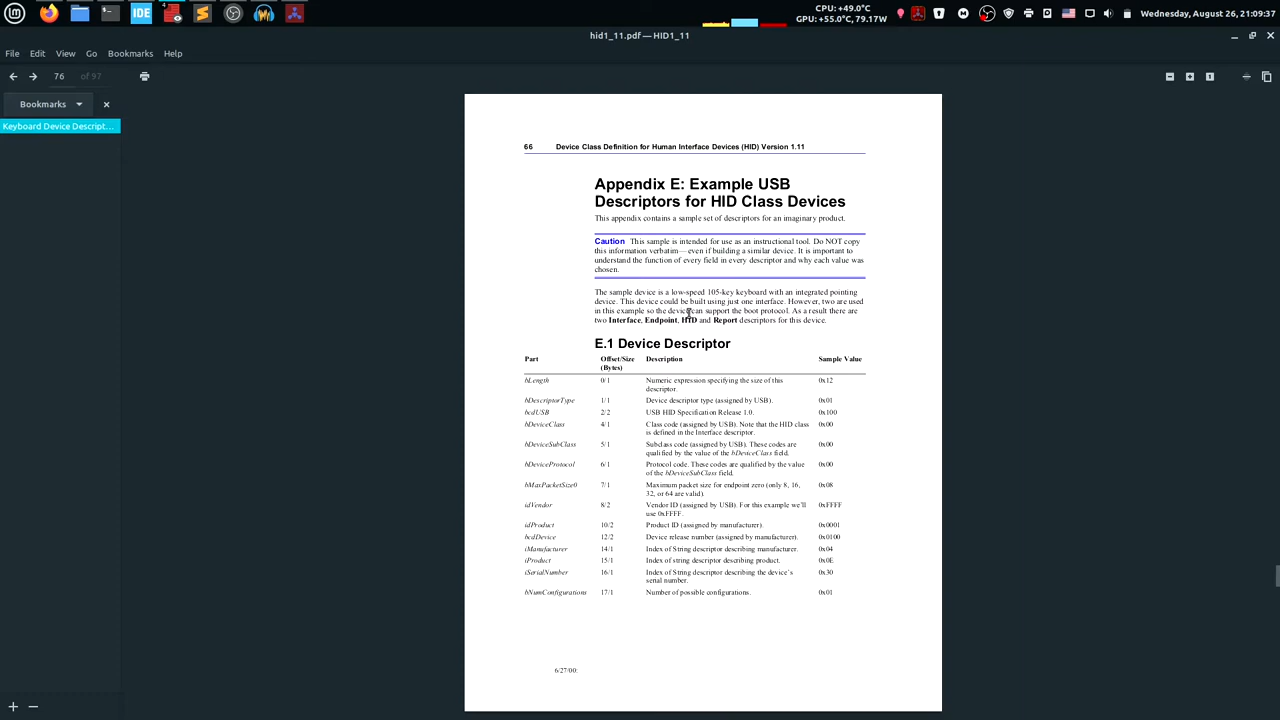 IDE
CPU: +49.0°C
GPU: +55.0°C, 79.17W
Wednesday, August 26, 21:09:37
hid1_11.pdf — HID1_11
File Edit View Go Bookmarks Help
76 of 97
Bookmarks
Keyboard Device Descript...
66 Device Class Definition for Human Interface Devices (HID) Version 1.11
Appendix E: Example USB
Descriptors for HID Class Devices
This appendix contains a sample set of descriptors for an imaginary product.
Caution This sample is intended for use as an instructional tool. Do NOT copy
this information verbatim—even if building a similar device. It is important to
understand the function of every field in every descriptor and why each value was
chosen.
The sample device is a low-speed 105-key keyboard with an integrated pointing
device. This device could be built using just one interface. However, two are used
in this example so the device can support the boot protocol. As a result there are
two Interface, Endpoint, HID and Report descriptors for this device.
E.1 Device Descriptor
Part Offset/Size Description Sample Value
(Bytes)
bLength 0/1 Numeric expression specifying the size of this 0x12
descriptor.
bDescriptorType 1/1 Device descriptor type (assigned by USB). 0x01
bcdUSB 2/2 USB HID Specification Release 1.0. 0x100
bDeviceClass 4/1 Class code (assigned by USB). Note that the HID class 0x00
is defined in the Interface descriptor.
bDeviceSubClass 5/1 Subclass code (assigned by USB). These codes are 0x00
qualified by the value of the bDeviceClass field.
bDeviceProtocol 6/1 Protocol code. These codes are qualified by the value 0x00
of the bDeviceSubClass field.
bMaxPacketSize0 7/1 Maximum packet size for endpoint zero (only 8, 16, 0x08
32, or 64 are valid).
idVendor 8/2 Vendor ID (assigned by USB). For this example we'll 0xFFFF
use 0xFFFF.
idProduct 10/2 Product ID (assigned by manufacturer). 0x0001
bcdDevice 12/2 Device release number (assigned by manufacturer). 0x0100
iManufacturer 14/1 Index of String descriptor describing manufacturer. 0x04
iProduct 15/1 Index of string descriptor describing product. 0x0E
iSerialNumber 16/1 Index of String descriptor describing the device's 0x30
serial number.
bNumConfigurations 17/1 Number of possible configurations. 0x01
6/27/00: